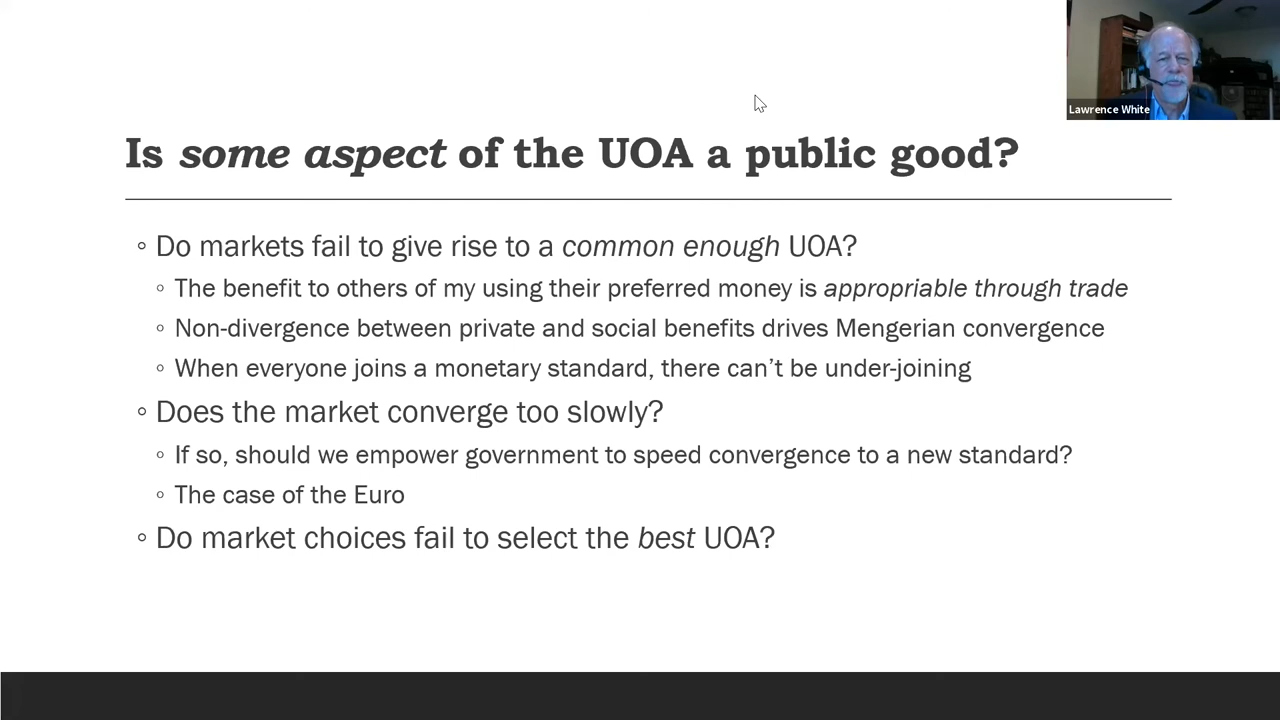 Lawrence White
Is some aspect of the UOA a public good?
◦ Do markets fail to give rise to a common enough UOA?
◦ The benefit to others of my using their preferred money is appropriable through trade
◦ Non-divergence between private and social benefits drives Mengerian convergence
◦ When everyone joins a monetary standard, there can’t be under-joining
◦ Does the market converge too slowly?
◦ If so, should we empower government to speed convergence to a new standard?
◦ The case of the Euro
◦ Do market choices fail to select the best UOA?